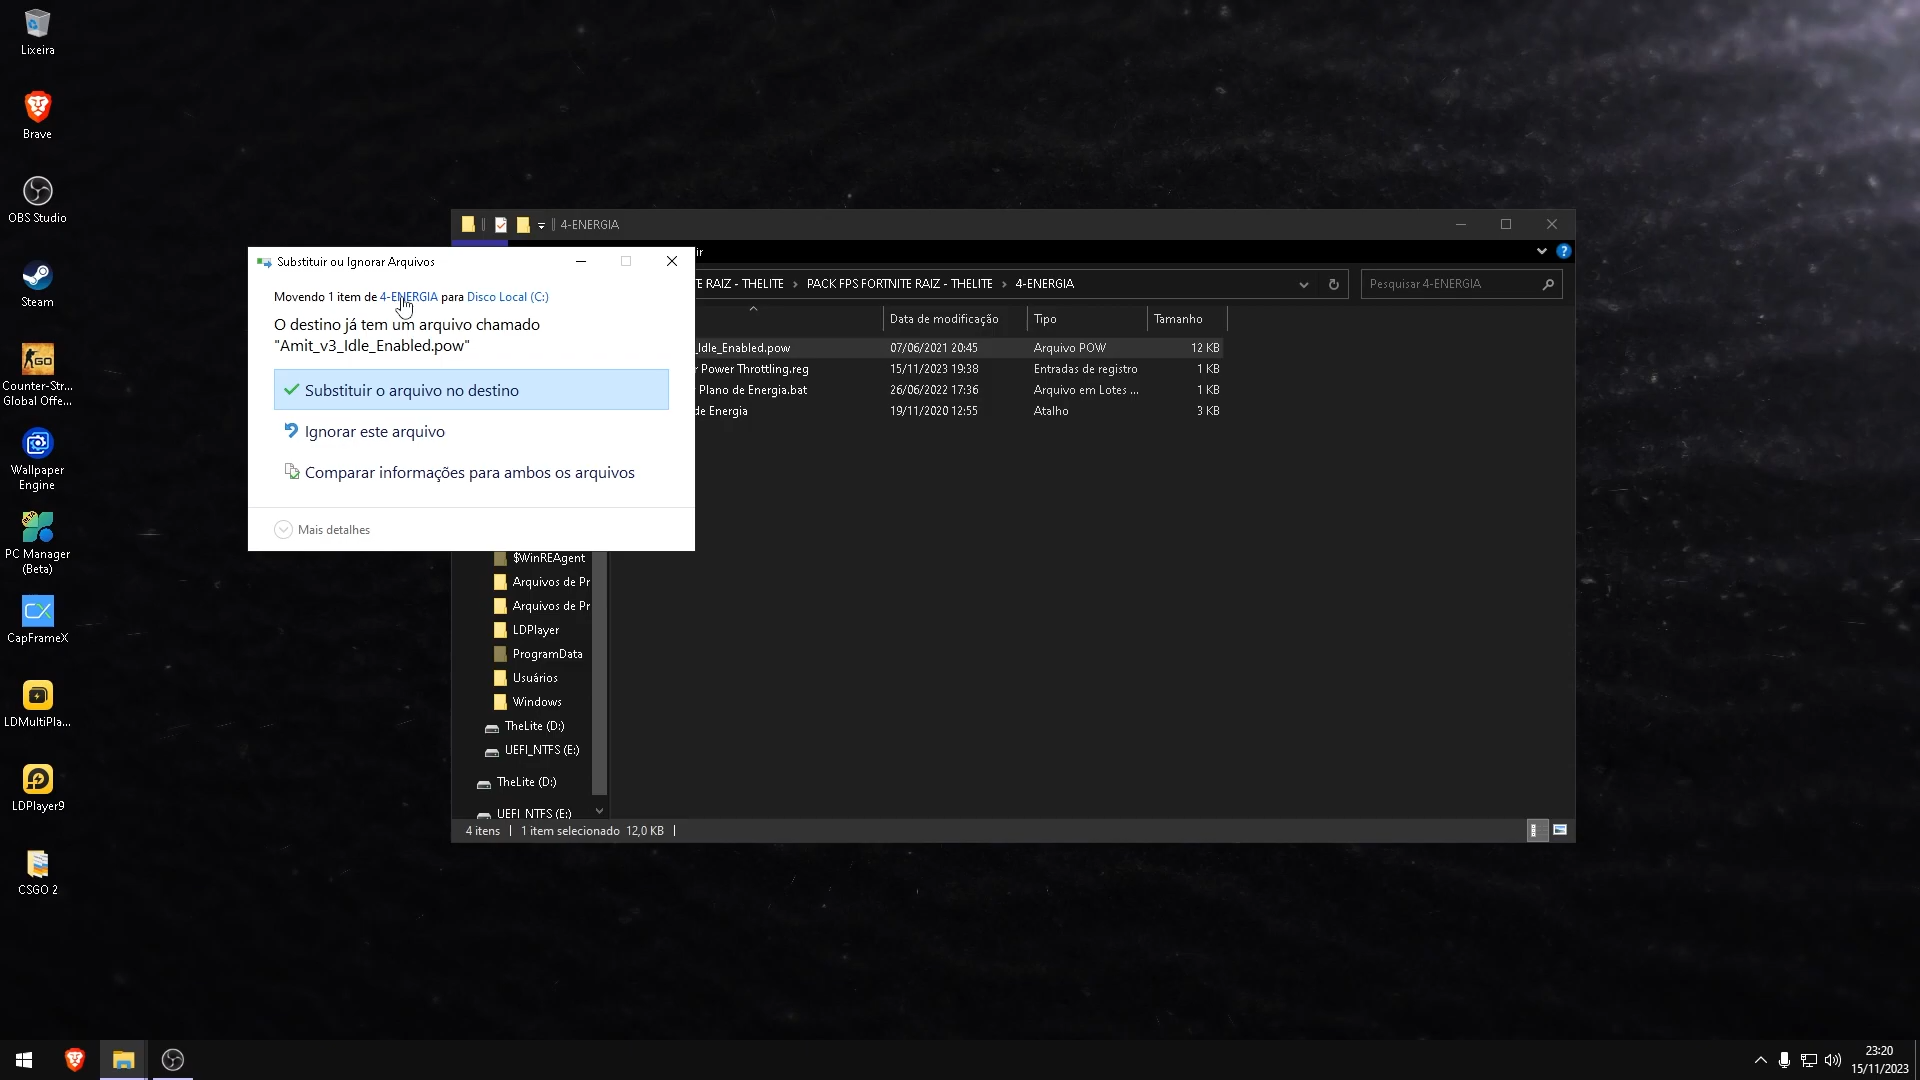 Lixeira
Brave
OBS Studio
Steam
Counter-Str...
Global Offe...
Wallpaper
Engine
PC Manager
(Beta)
CapFrameX
LDMultiPla...
LDPlayer9
CSGO 2
4-ENERGIA
ir
TE RAIZ - THELITE > PACK FPS FORTNITE RAIZ - THELITE > 4-ENERGIA
Pesquisar 4-ENERGIA
Data de modificação Tipo Tamanho
_Idle_Enabled.pow 07/06/2021 20:45 Arquivo POW 12 KB
r Power Throttling.reg 15/11/2023 19:38 Entradas de registro 1 KB
r Plano de Energia.bat 26/06/2022 17:36 Arquivo em Lotes ... 1 KB
de Energia 19/11/2020 12:55 Atalho 3 KB
Substituir ou Ignorar Arquivos
Movendo 1 item de 4-ENERGIA para Disco Local (C:)
O destino já tem um arquivo chamado
"Amit_v3_Idle_Enabled.pow"
Substituir o arquivo no destino
Ignorar este arquivo
Comparar informações para ambos os arquivos
Mais detalhes
$WinREAgent
Arquivos de Pr
Arquivos de Pr
LDPlayer
ProgramData
Usuários
Windows
TheLite (D:)
UEFI_NTFS (E:)
TheLite (D:)
UEFI_NTFS (E:)
4 itens | 1 item selecionado 12,0 KB |
23:20
15/11/2023